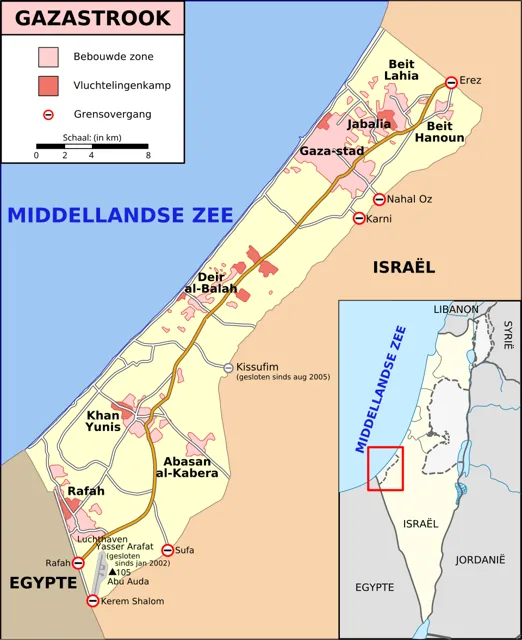 GAZASTROOK
Bebouwde zone
Vluchtelingenkamp
Grensovergang
Schaal: (in km)
0 2 4 8
MIDDELLANDSE ZEE
Beit
Lahia
Erez
Jabalia
Beit
Hanoun
Gaza-stad
Nahal Oz
Karni
ISRAËL
Deir
al-Balah
Kissufim
(gesloten sinds aug 2005)
Khan
Yunis
Abasan
al-Kabera
Rafah
Luchthaven
Yasser Arafat
(gesloten
sinds jan 2002)
Sufa
Rafah
105
Abu Auda
EGYPTE
Kerem Shalom
LIBANON
SYRIË
MIDDELLANDSE ZEE
ISRAËL
JORDANIË
EGYPTE